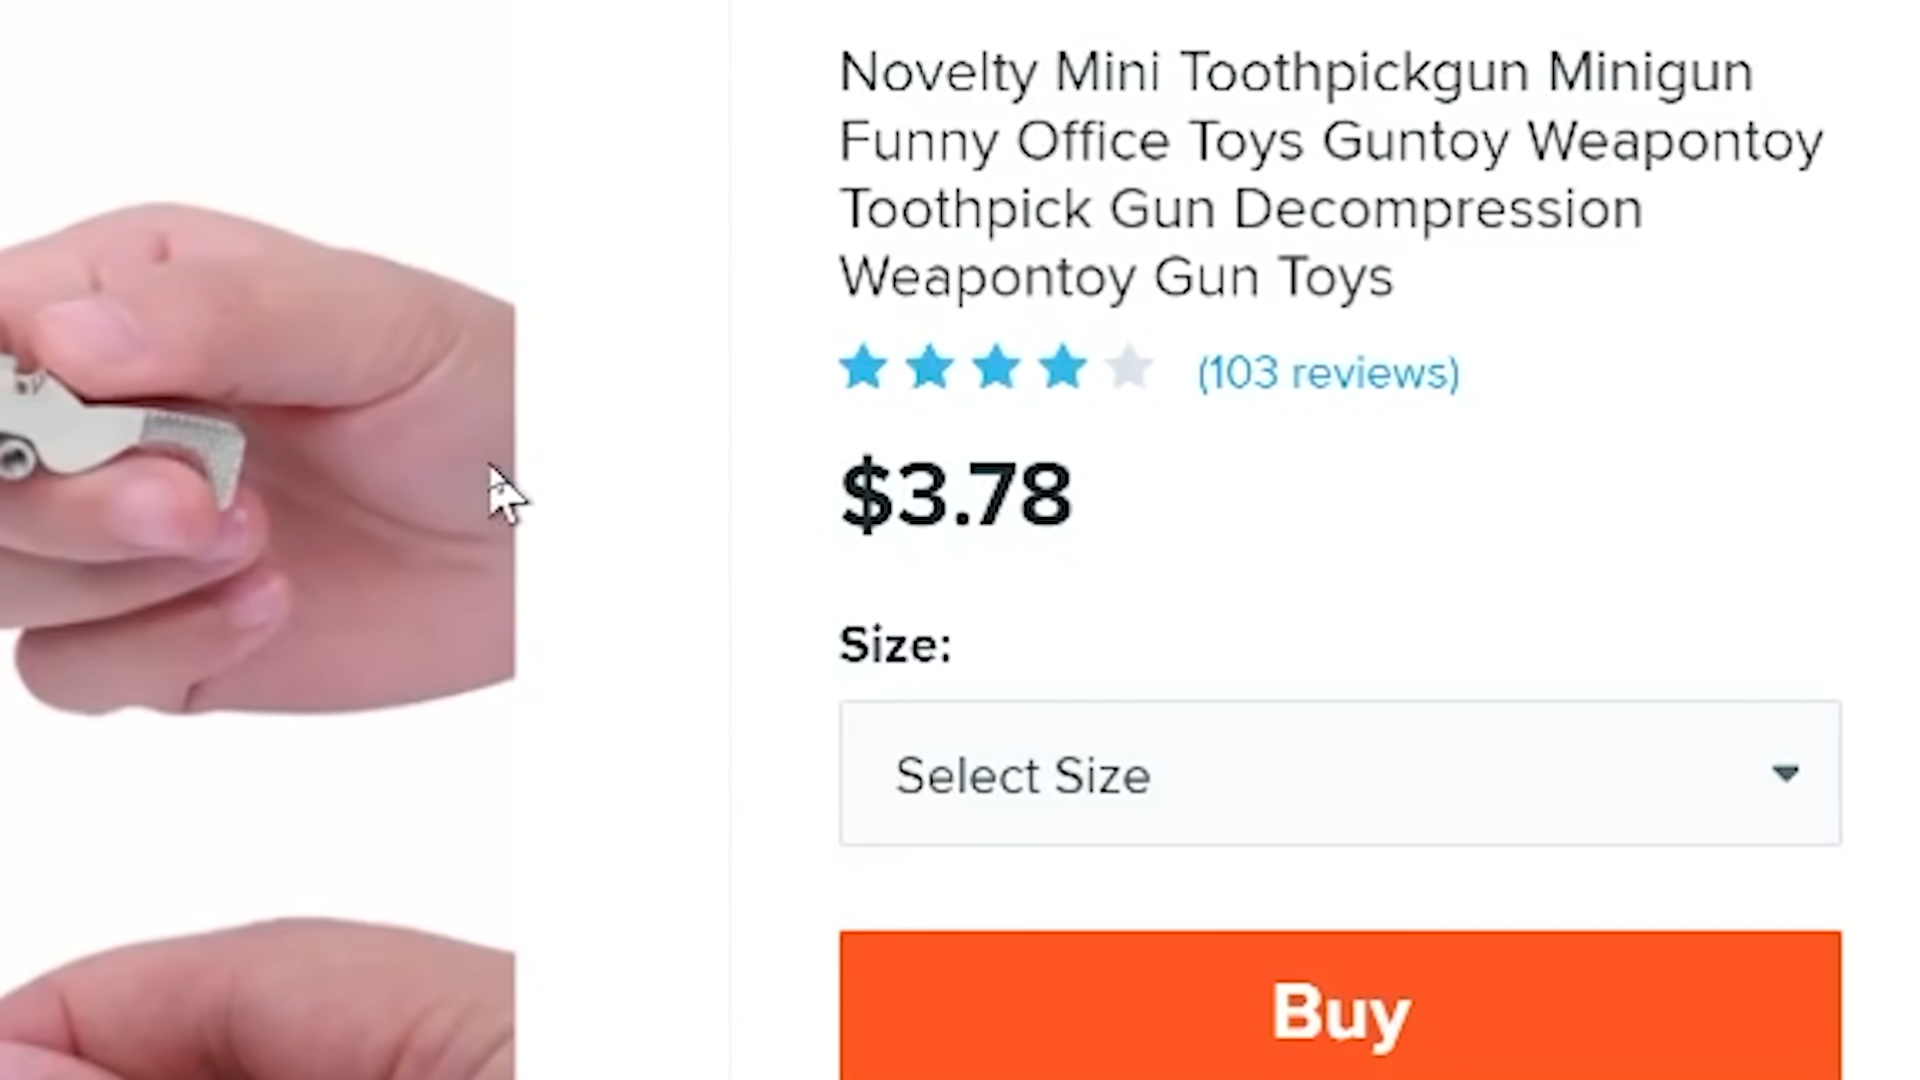 Novelty Mini Toothpickgun Minigun
Funny Office Toys Guntoy Weapontoy
Toothpick Gun Decompression
Weapontoy Gun Toys
(103 reviews)
$3.78
Size:
Select Size
Buy